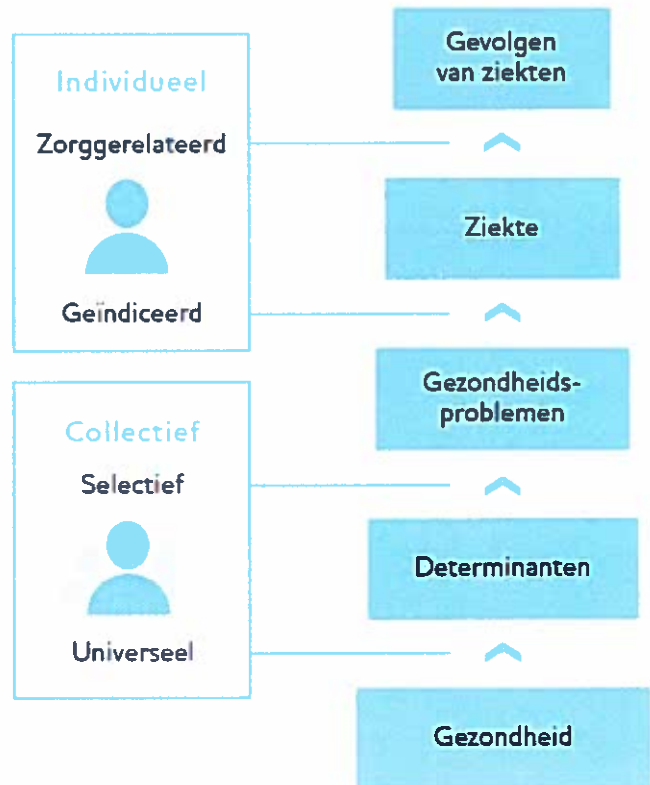 Individueel
Zorggerelateerd
Geïndiceerd
Collectief
Selectief
Universeel
Gevolgen
van ziekten
Ziekte
Gezondheids-
problemen
Determinanten
Gezondheid